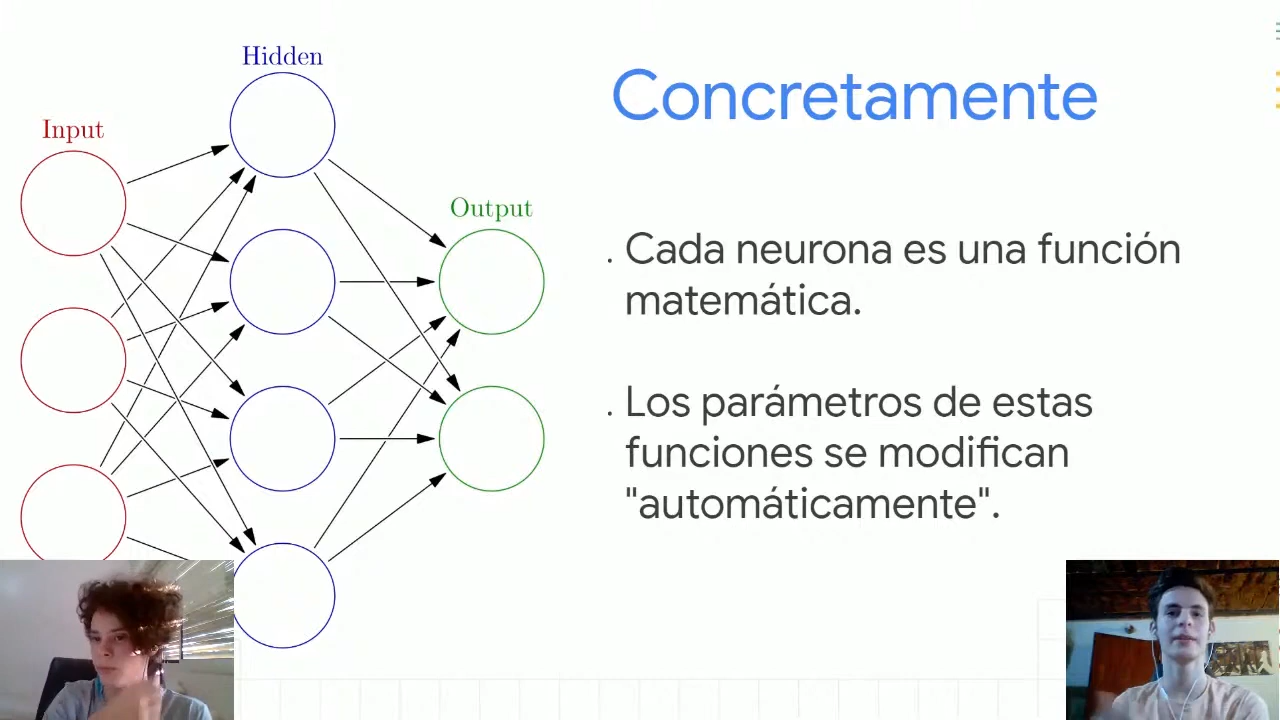 Hidden
Input
Output
Concretamente
. Cada neurona es una función
matemática.
. Los parámetros de estas
funciones se modifican
"automáticamente".